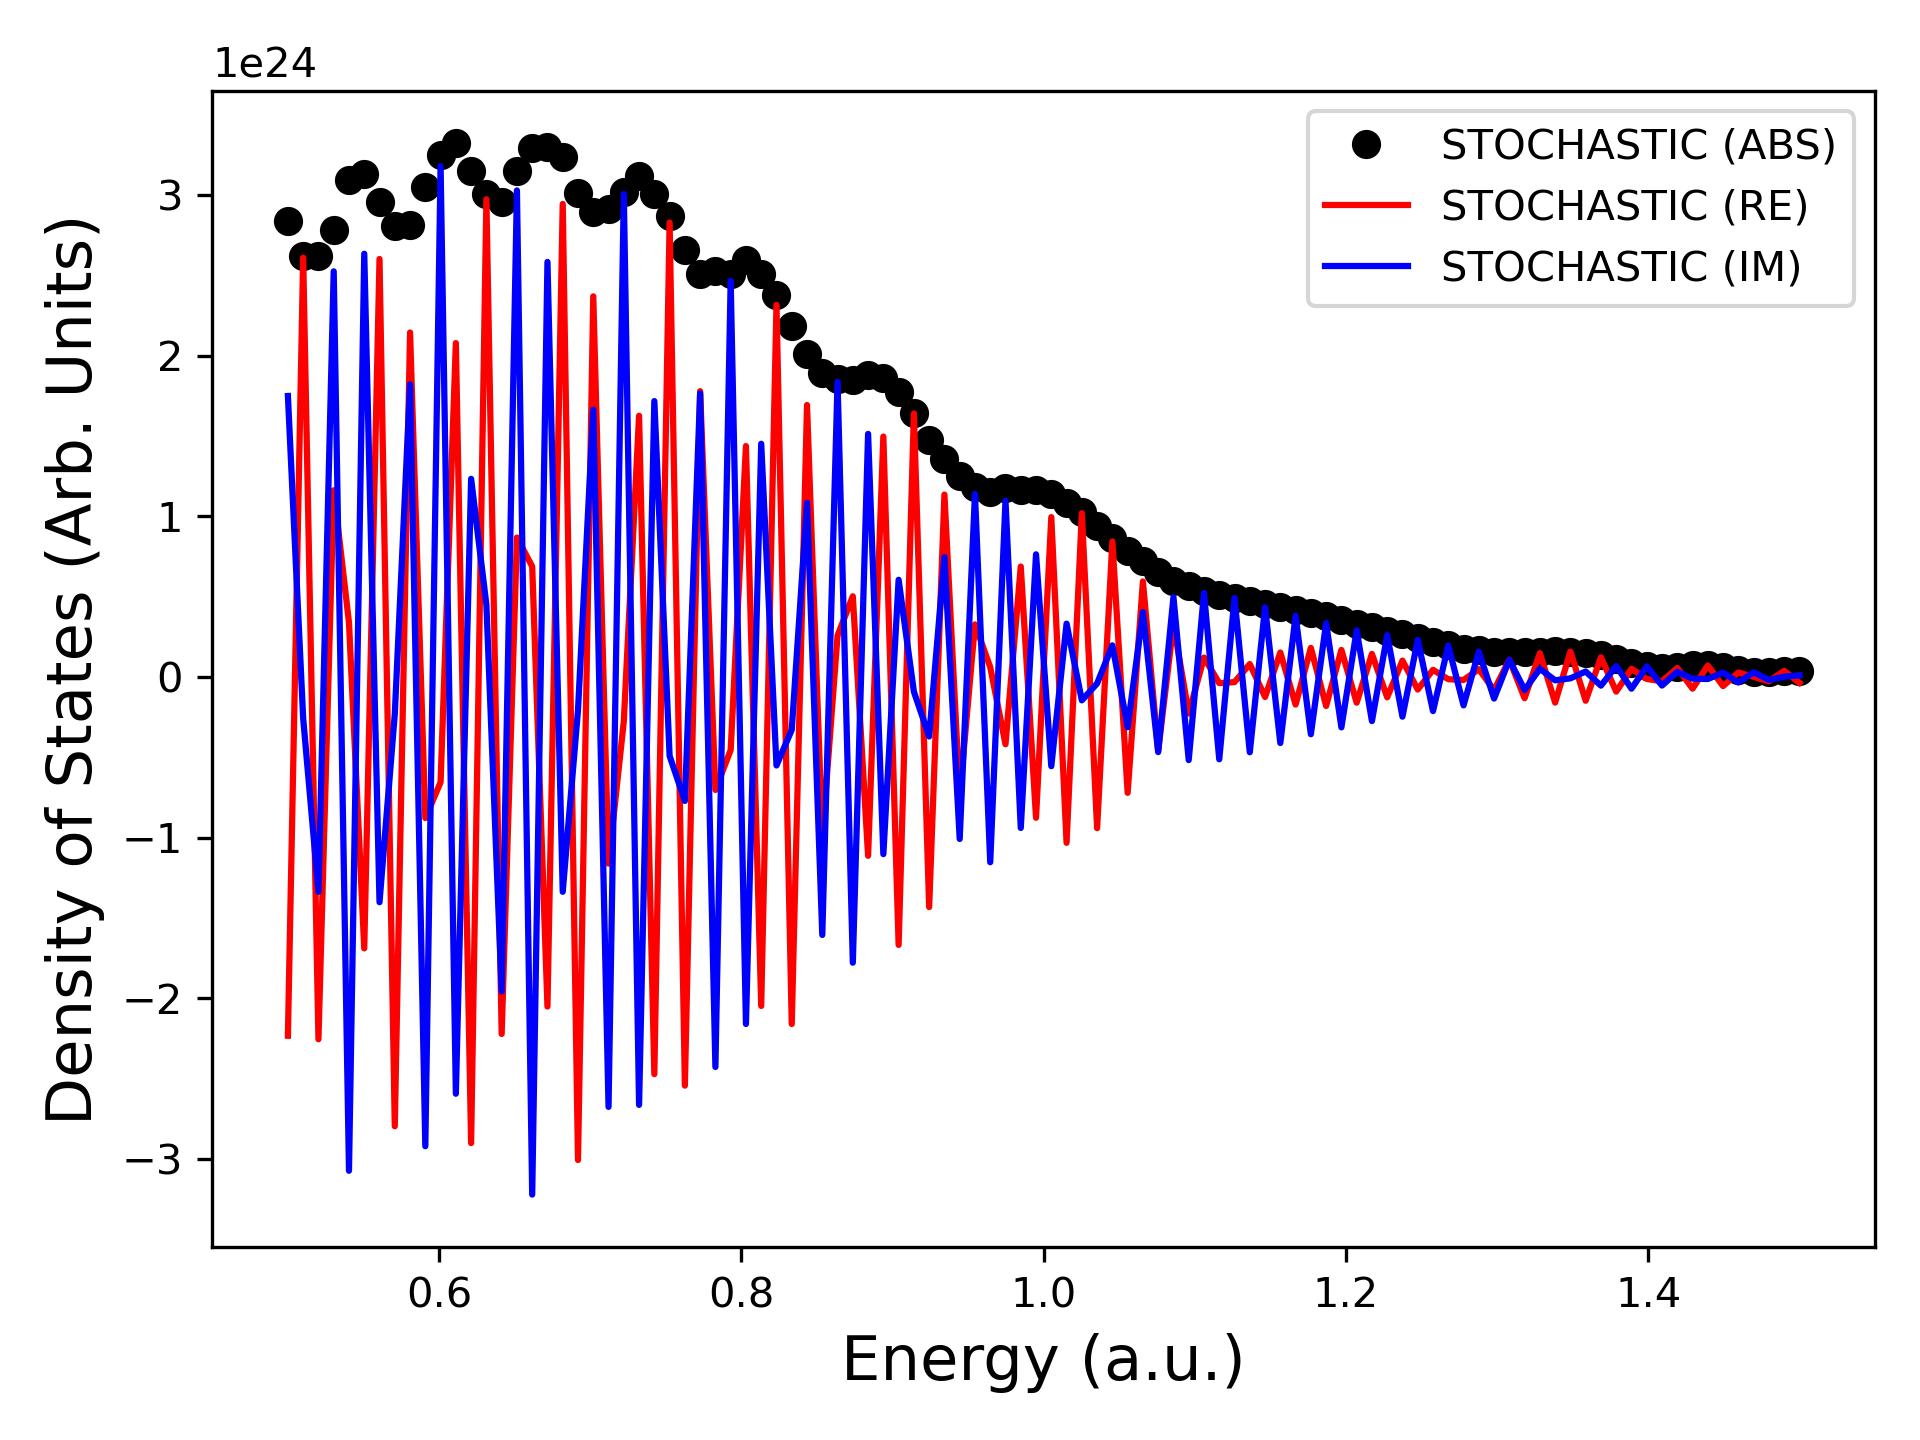 1e24
STOCHASTIC (ABS)
STOCHASTIC (RE)
STOCHASTIC (IM)
Density of States (Arb. Units)
3
2
1
0
−1
−2
−3
0.6 0.8 1.0 1.2 1.4
Energy (a.u.)